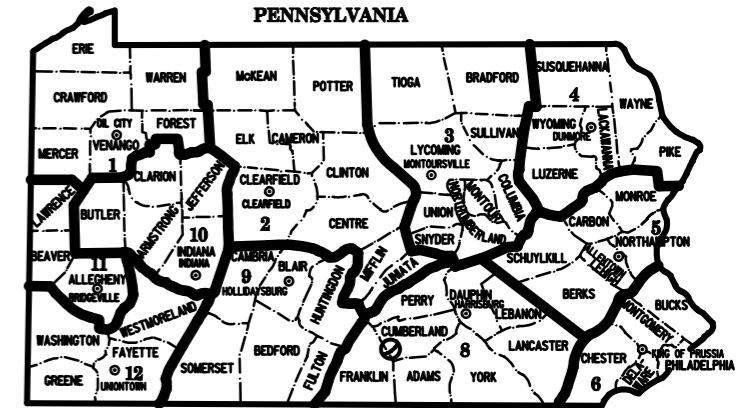 PENNSYLVANIA
ERIE
WARREN
McKEAN
POTTER
TIOGA
BRADFORD
SUSQUEHANNA
CRAWFORD
4
WAYNE
OIL CITY
FOREST
ELK
CAMERON
3
SULLIVAN
WYOMING
DUNMORE
LACKAWANNA
MERCER
VENANGO
1
LYCOMING
MONTOURSVILLE
PIKE
CLARION
JEFFERSON
CLEARFIELD
CLEARFIELD
2
CLINTON
LUZERNE
LAWRENCE
BUTLER
ARMSTRONG
CENTRE
UNION
NORTHUMBERLAND
MONTOUR
COLUMBIA
MONROE
CARBON
5
10
INDIANA
INDIANA
SNYDER
NORTHAMPTON
BEAVER
11
ALLEGHENY
BRIDGEVILLE
CAMBRIA
9
HOLLIDAYSBURG
BLAIR
HUNTINGDON
MIFFLIN
JUNIATA
SCHUYLKILL
ALLENTOWN
LEHIGH
WESTMORELAND
PERRY
DAUPHIN
HARRISBURG
LEBANON
BERKS
BUCKS
MONTGOMERY
WASHINGTON
FAYETTE
12
UNIONTOWN
GREENE
SOMERSET
BEDFORD
FULTON
FRANKLIN
CUMBERLAND
ADAMS
8
YORK
LANCASTER
CHESTER
6
DELA-
WARE
KING OF PRUSSIA
PHILADELPHIA